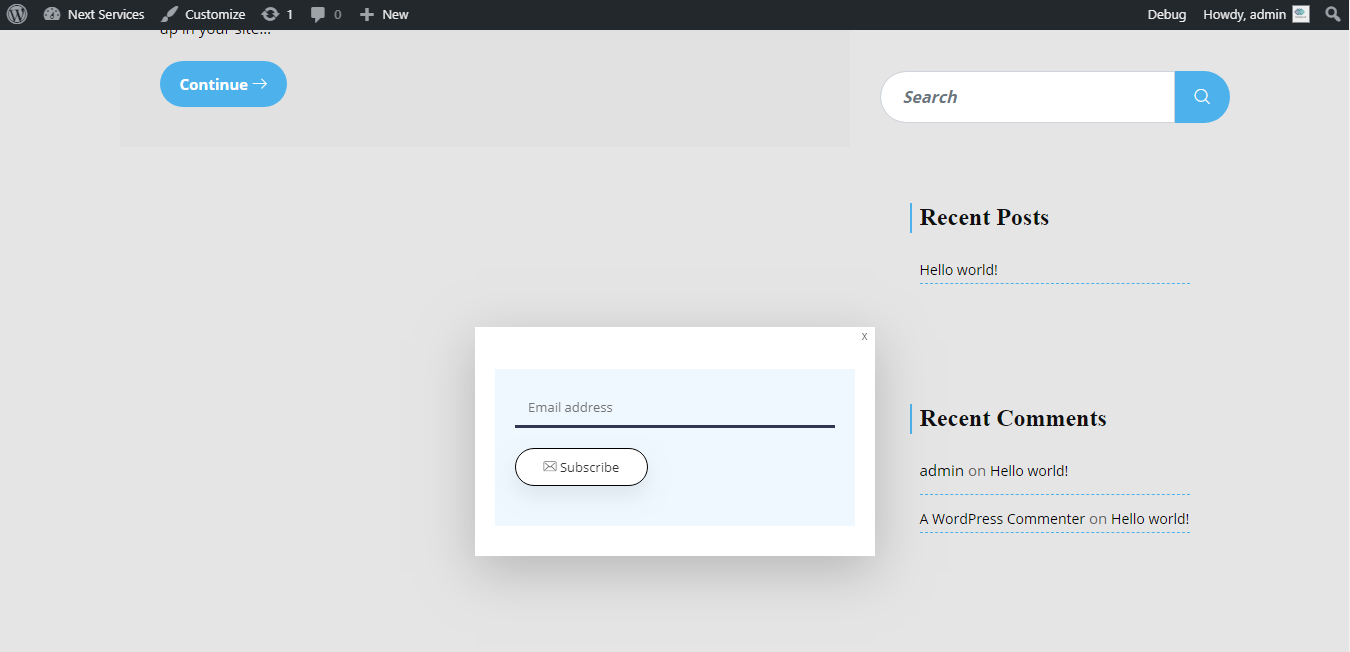 Next Services
Customize
1
0
New
Debug
Howdy, admin
up in your site...
Continue
Search
Recent Posts
Hello world!
x
Email address
Subscribe
Recent Comments
admin on Hello world!
A WordPress Commenter on Hello world!